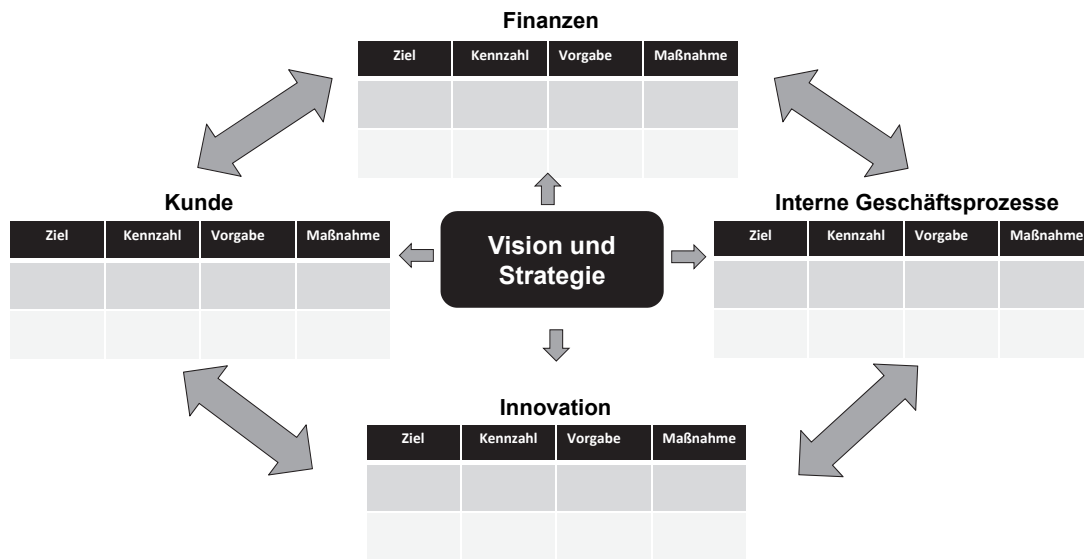 Finanzen
Ziel Kennzahl Vorgabe Maßnahme
Kunde
Ziel Kennzahl Vorgabe Maßnahme
Vision und
Strategie
Interne Geschäftsprozesse
Ziel Kennzahl Vorgabe Maßnahme
Innovation
Ziel Kennzahl Vorgabe Maßnahme